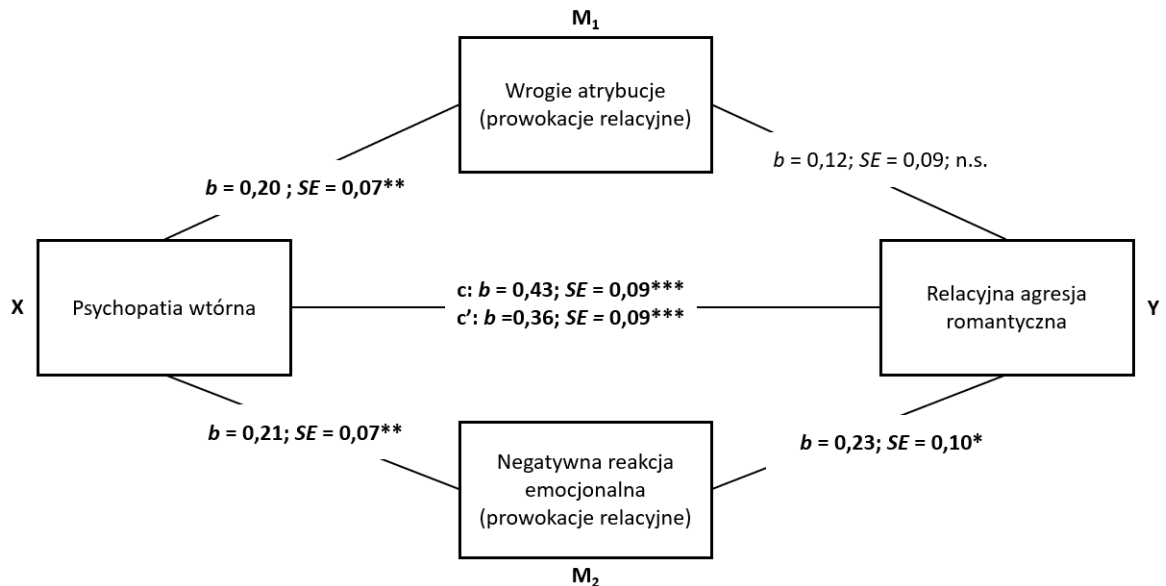 M1
Wrogie atrybucje
(prowokacje relacyjne)
b = 0,12; SE = 0,09; n.s.
b = 0,20 ; SE = 0,07**
X
Psychopatia wtórna
c: b = 0,43; SE = 0,09***
c’: b =0,36; SE = 0,09***
Relacyjna agresja
romantyczna
Y
b = 0,21; SE = 0,07**
b = 0,23; SE = 0,10*
Negatywna reakcja
emocjonalna
(prowokacje relacyjne)
M2